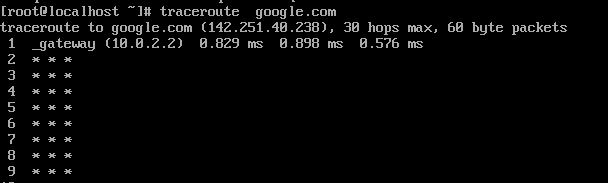 [root@localhost ~]# traceroute  google.com
traceroute to google.com (142.251.40.238), 30 hops max, 60 byte packets
 1  _gateway (10.0.2.2)  0.829 ms  0.898 ms  0.576 ms
 2  * * *
 3  * * *
 4  * * *
 5  * * *
 6  * * *
 7  * * *
 8  * * *
 9  * * *